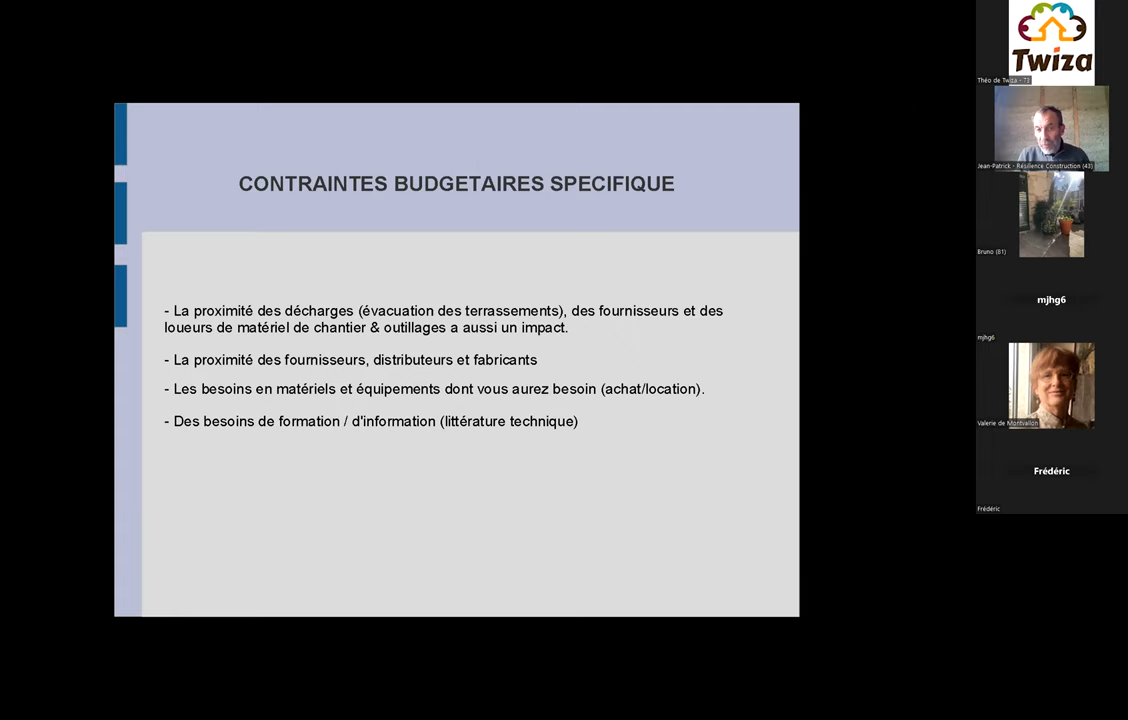 CONTRAINTES BUDGETAIRES SPECIFIQUE
- La proximité des décharges (évacuation des terrassements), des fournisseurs et des
loueurs de matériel de chantier & outillages a aussi un impact.
- La proximité des fournisseurs, distributeurs et fabricants
- Les besoins en matériels et équipements dont vous aurez besoin (achat/location).
- Des besoins de formation / d'information (littérature technique)
Twiza
Théo de Twiza - 73
Jean-Patrick - Résilience Construction (43)
Bruno (81)
mjhg6
mjhg6
Valerie de Montvallon
Frédéric
Frédéric